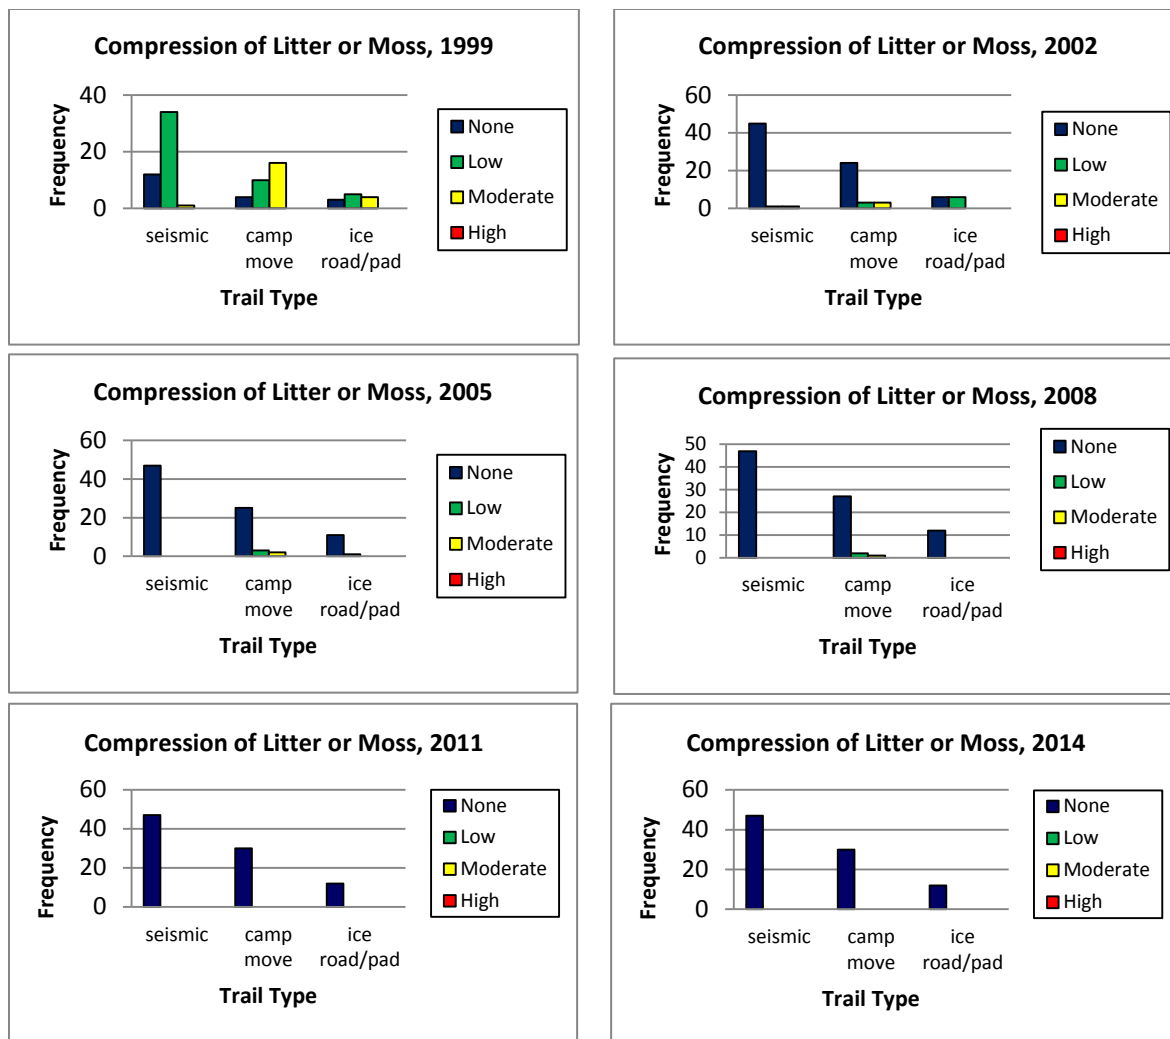 Compression of Litter or Moss, 1999
Frequency
40
20
0
seismic
camp
move
ice
road/pad
Trail Type
None
Low
Moderate
High
Compression of Litter or Moss, 2002
Frequency
60
40
20
0
seismic
camp
move
ice
road/pad
Trail Type
None
Low
Moderate
High
Compression of Litter or Moss, 2005
Frequency
60
40
20
0
seismic
camp
move
ice
road/pad
Trail Type
None
Low
Moderate
High
Compression of Litter or Moss, 2008
Frequency
50
40
30
20
10
0
seismic
camp
move
ice
road/pad
Trail Type
None
Low
Moderate
High
Compression of Litter or Moss, 2011
Frequency
60
40
20
0
seismic
camp
move
ice
road/pad
Trail Type
None
Low
Moderate
High
Compression of Litter or Moss, 2014
Frequency
60
40
20
0
seismic
camp
move
ice
road/pad
Trail Type
None
Low
Moderate
High